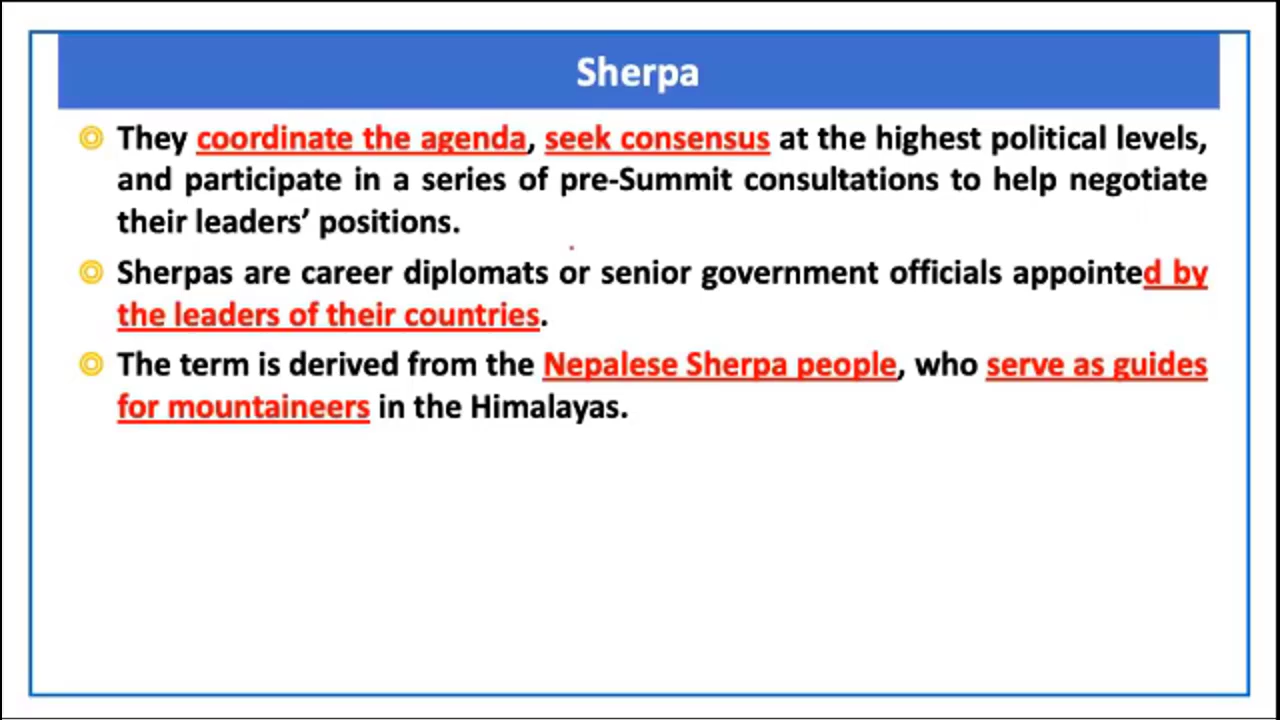 Sherpa
They coordinate the agenda, seek consensus at the highest political levels,
and participate in a series of pre-Summit consultations to help negotiate
their leaders’ positions.
Sherpas are career diplomats or senior government officials appointed by
the leaders of their countries.
The term is derived from the Nepalese Sherpa people, who serve as guides
for mountaineers in the Himalayas.